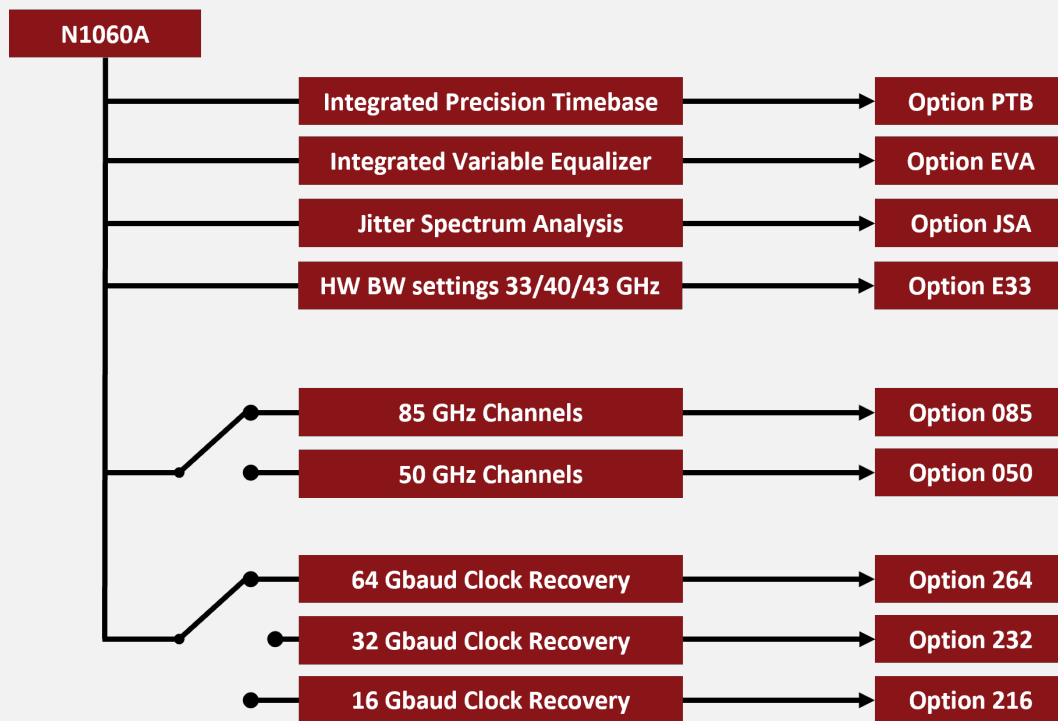 N1060A
Integrated Precision Timebase Option PTB
Integrated Variable Equalizer Option EVA
Jitter Spectrum Analysis Option JSA
HW BW settings 33/40/43 GHz Option E33
85 GHz Channels Option 085
50 GHz Channels Option 050
64 Gbaud Clock Recovery Option 264
32 Gbaud Clock Recovery Option 232
16 Gbaud Clock Recovery Option 216